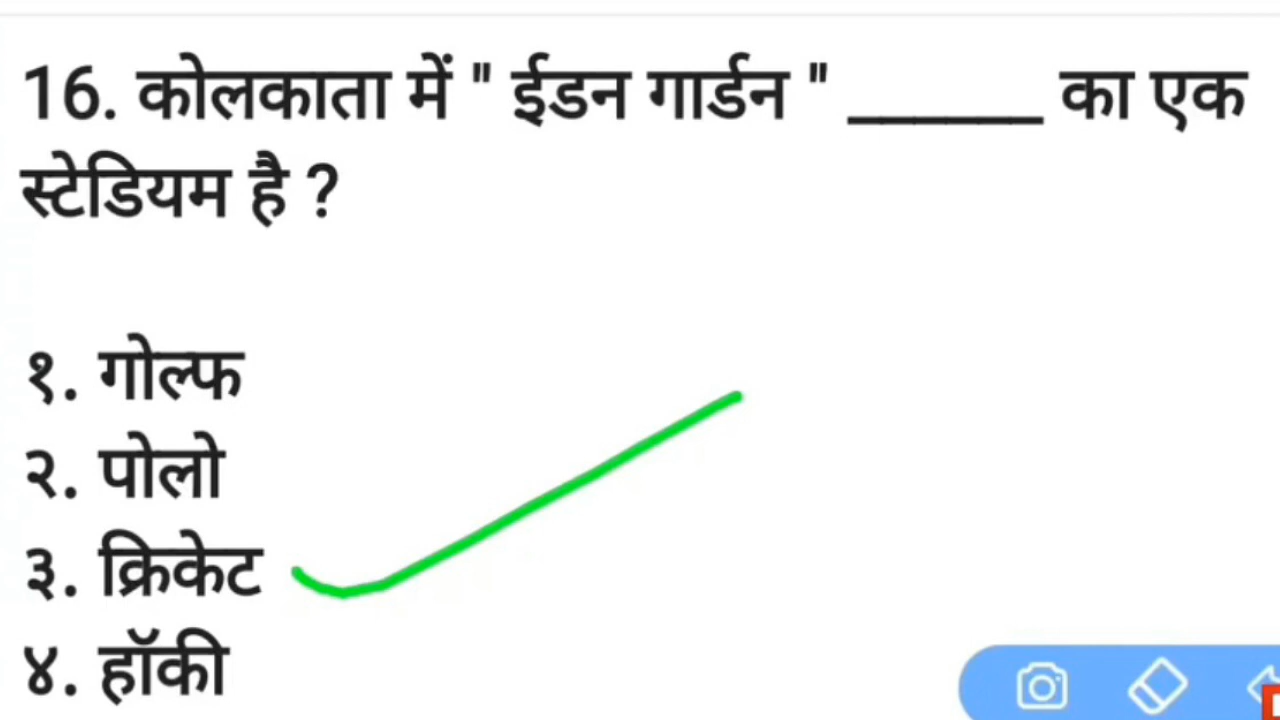 16. कोलकाता में " ईडन गार्डन " ______ का एक
स्टेडियम है ?
१. गोल्फ
२. पोलो
३. क्रिकेट
४. हॉकी